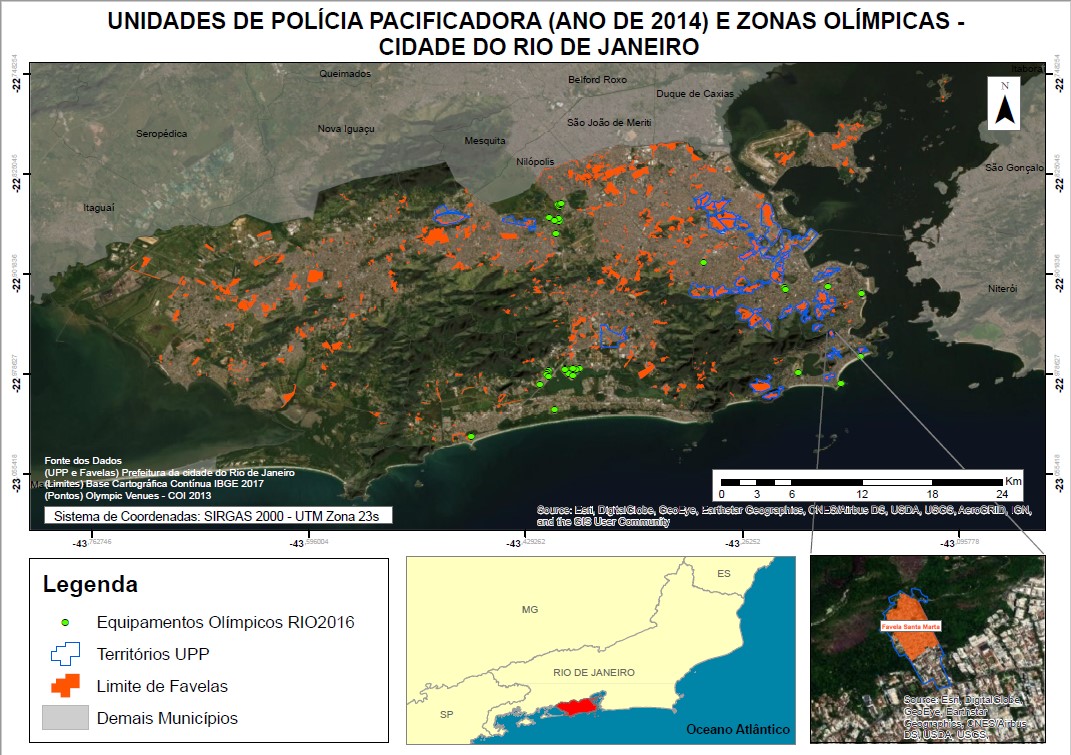 UNIDADES DE POLÍCIA PACIFICADORA (ANO DE 2014) E ZONAS OLÍMPICAS -
CIDADE DO RIO DE JANEIRO
Queimados
Belford Roxo
Duque de Caxias
Itaboraí
N
Seropédica
Nova Iguaçu
São João de Meriti
Mesquita
Nilópolis
São Gonçalo
Itaguaí
Niterói
Fonte dos Dados
(UPP e Favelas) Prefeitura da cidade do Rio de Janeiro
(Limites) Base Cartográfica Contínua IBGE 2017
(Pontos) Olympic Venues - COI 2013
Sistema de Coordenadas: SIRGAS 2000 - UTM Zona 23s
Km
0 3 6 12 18 24
Source: Esri, DigitalGlobe, GeoEye, Earthstar Geographics, CNES/Airbus DS, USDA, USGS, AeroGRID, IGN,
and the GIS User Community
-43,762746 -43,596004 -43,429262 -43,26252 -43,095778
Legenda
Equipamentos Olímpicos RIO2016
Territórios UPP
Limite de Favelas
Demais Municípios
MG
ES
RIO DE JANEIRO
SP
Oceano Atlântico
Favela Santa Marta
Source: Esri, DigitalGlobe,
GeoEye, Earthstar
Geographics, CNES/Airbus
DS, USDA, USGS,